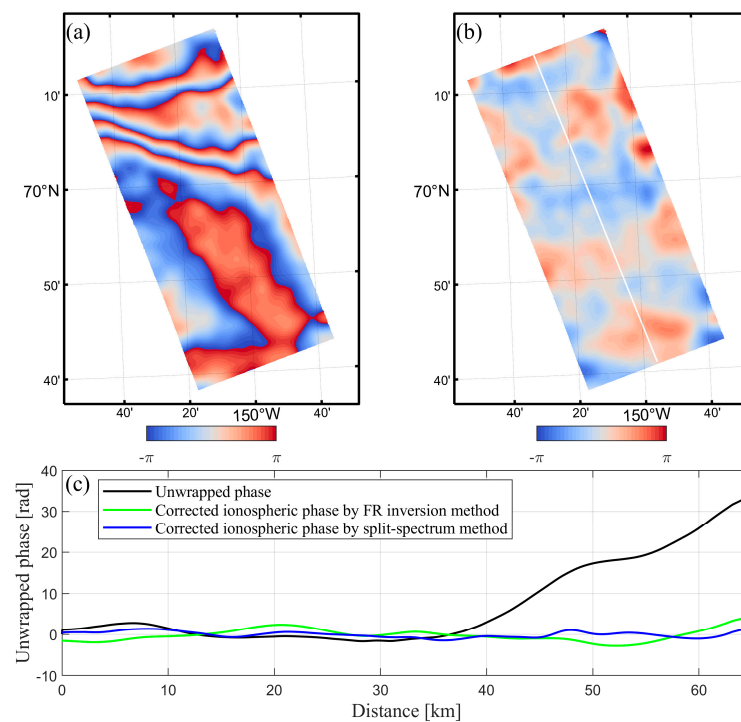 (a)
(b)
10'
70°N
50'
40'
40'
20'
150°W
40'
10'
70°N
50'
40'
40'
20'
150°W
40'
-π
π
-π
π
(c)
Unwrapped phase
Corrected ionospheric phase by FR inversion method
Corrected ionospheric phase by split-spectrum method
Unwrapped phase [rad]
40
30
20
10
0
-10
0
10
20
30
40
50
60
Distance [km]